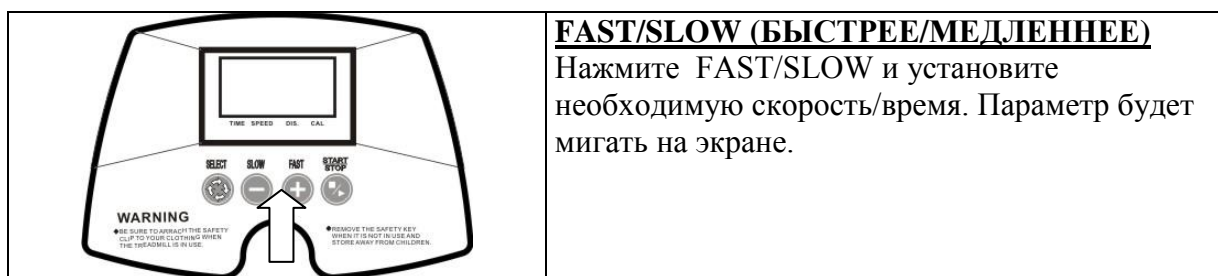 TIME SPEED DIS. CAL
SELECT SLOW FAST START STOP
WARNING
◆BE SURE TO ARRACH THE SAFETY
CLIP TO YOUR CLOTHING WHEN
THE TREADMILL IS IN USE.
◆REMOVE THE SAFETY KEY
WHEN IT IS NOT IN USE AND
STORE AWAY FROM CHILDREN.
FAST/SLOW (БЫСТРЕЕ/МЕДЛЕННЕЕ)
Нажмите FAST/SLOW и установите
необходимую скорость/время. Параметр будет
мигать на экране.